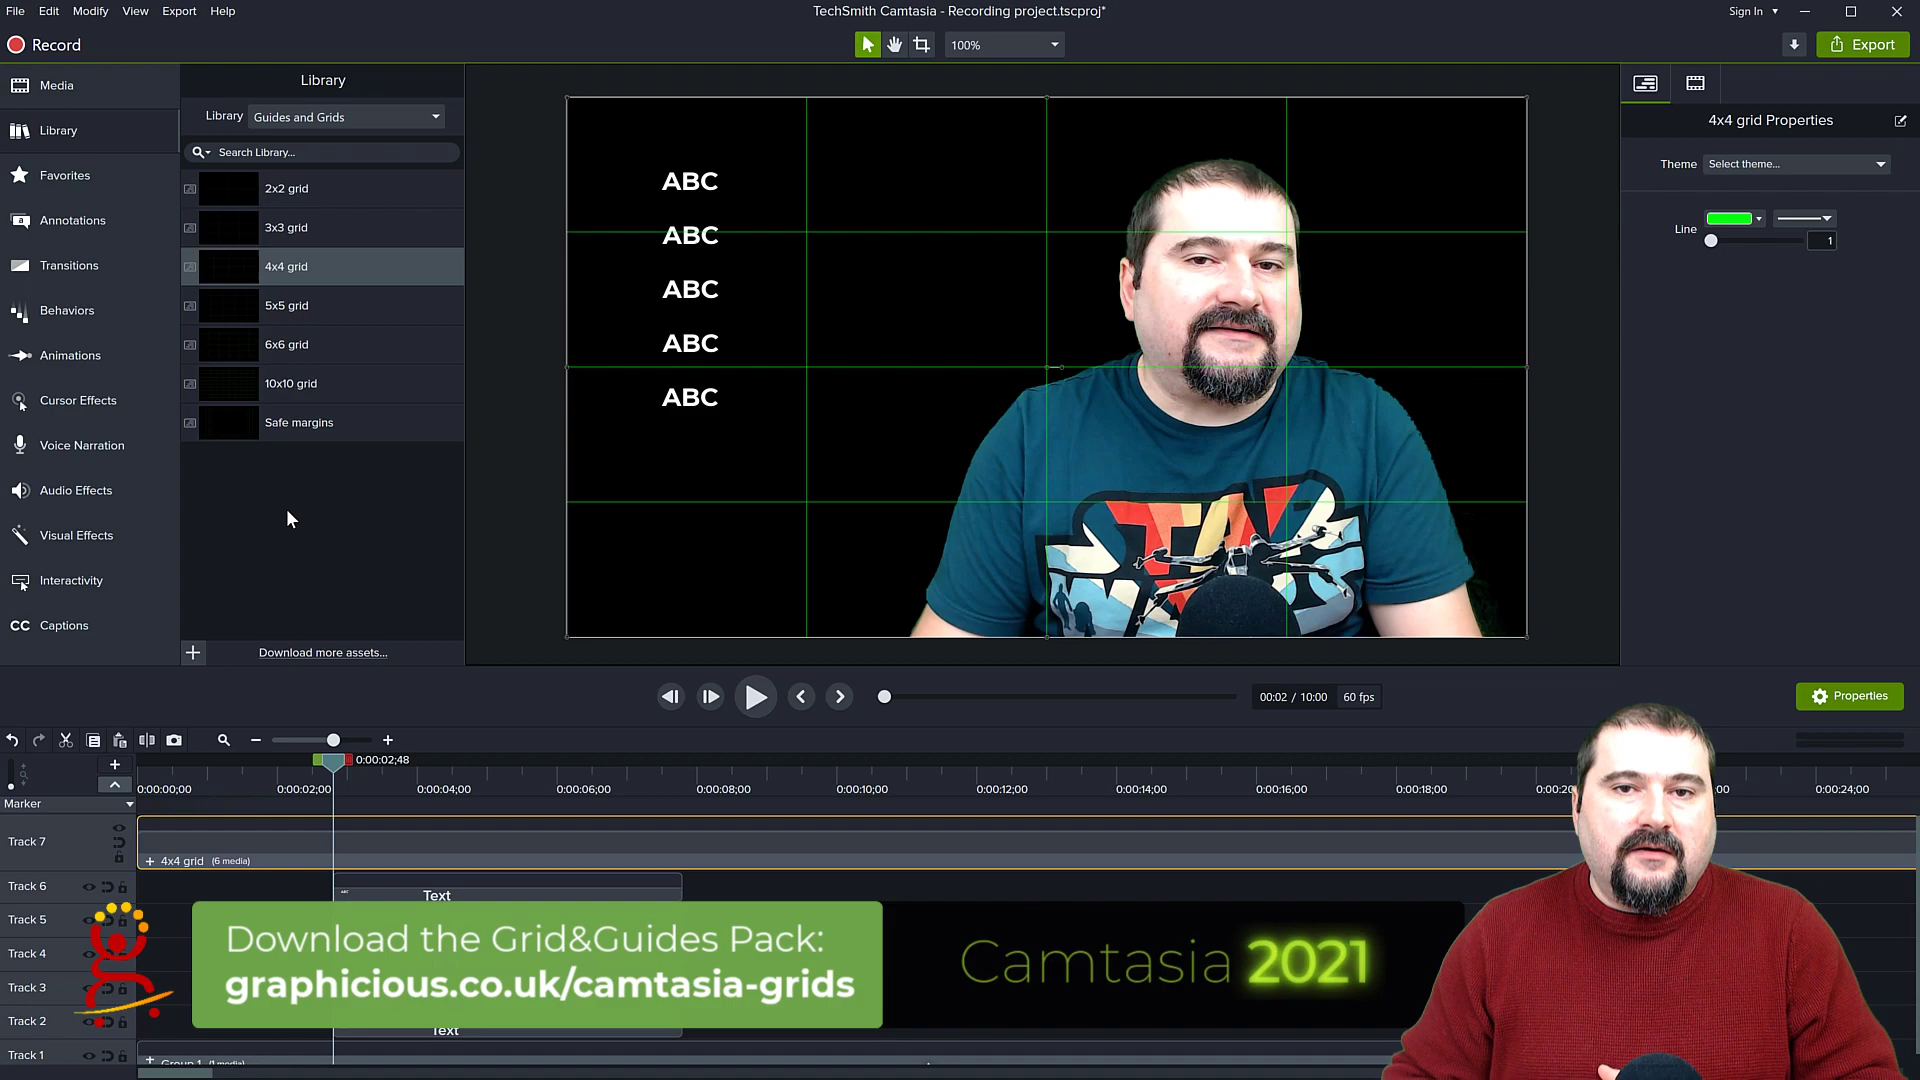 File Edit Modify View Export Help
TechSmith Camtasia - Recording project.tscproj*
Sign In
Record
100%
Export
Media
Library
Favorites
Annotations
Transitions
Behaviors
Animations
Cursor Effects
Voice Narration
Audio Effects
Visual Effects
Interactivity
CC Captions
Library
Library Guides and Grids
Search Library...
2x2 grid
3x3 grid
4x4 grid
5x5 grid
6x6 grid
10x10 grid
Safe margins
Download more assets...
ABC
ABC
ABC
ABC
ABC
STAR
WARS
4x4 grid Properties
Theme Select theme...
Line
1
00:02 / 10:00 60 fps
Properties
0:00:02;48
0:00:00;00 0:00:02;00 0:00:04;00 0:00:06;00 0:00:08;00 0:00:10;00 0:00:12;00 0:00:14;00 0:00:16;00 0:00:18;00 0:00:24;00
Marker
Track 7
4x4 grid (6 media)
Track 6
Text
Track 5
Track 4
Track 3
Track 2
Text
Track 1
Download the Grid&Guides Pack:
graphicious.co.uk/camtasia-grids
Camtasia 2021